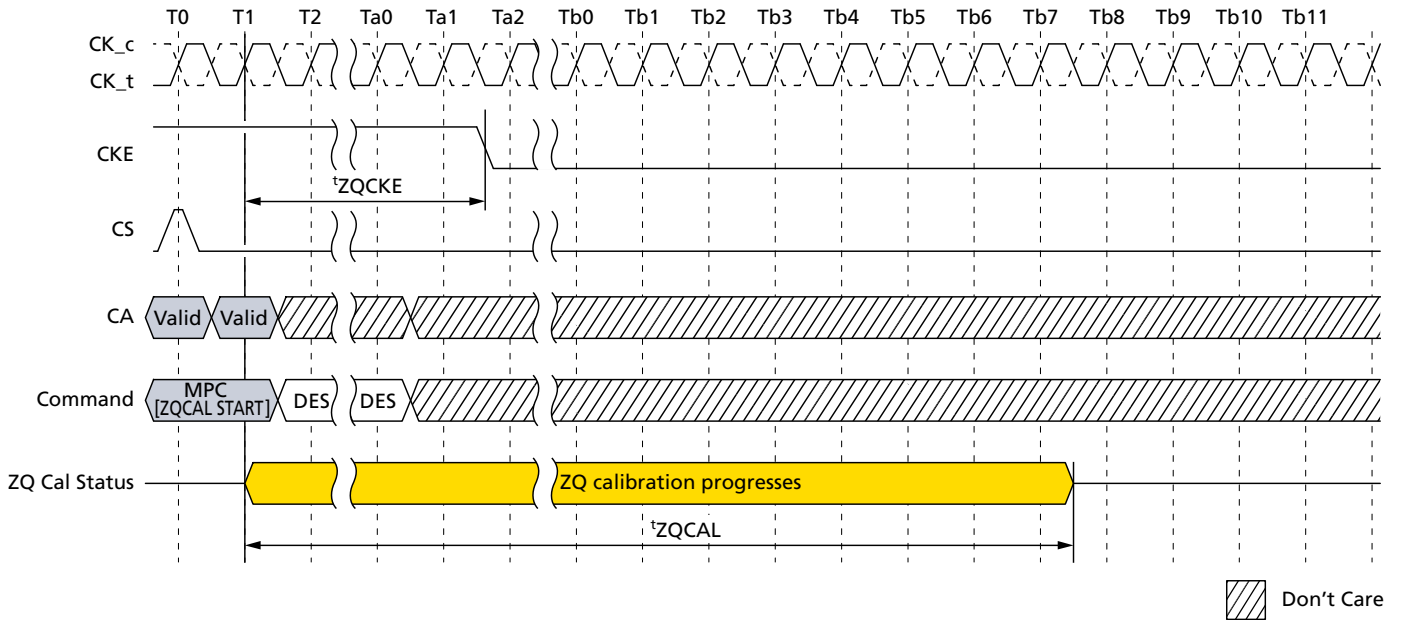 T0 T1 T2 Ta0 Ta1 Ta2 Tb0 Tb1 Tb2 Tb3 Tb4 Tb5 Tb6 Tb7 Tb8 Tb9 Tb10 Tb11
CK_c
CK_t
CKE
tZQCKE
CS
CA Valid Valid
Command MPC [ZQCAL START] DES DES
ZQ Cal Status ZQ calibration progresses
tZQCAL
Don't Care